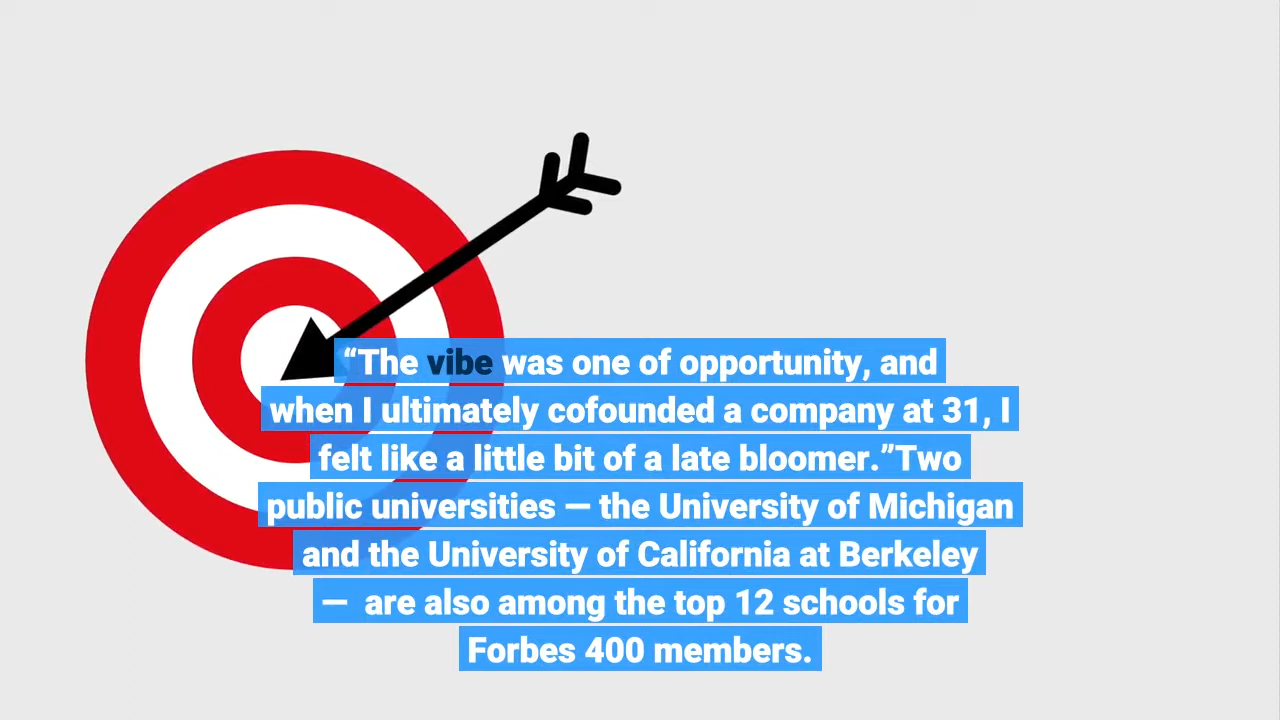 “The vibe was one of opportunity, and
when I ultimately cofounded a company at 31, I
felt like a little bit of a late bloomer.”Two
public universities — the University of Michigan
and the University of California at Berkeley
—  are also among the top 12 schools for
Forbes 400 members.